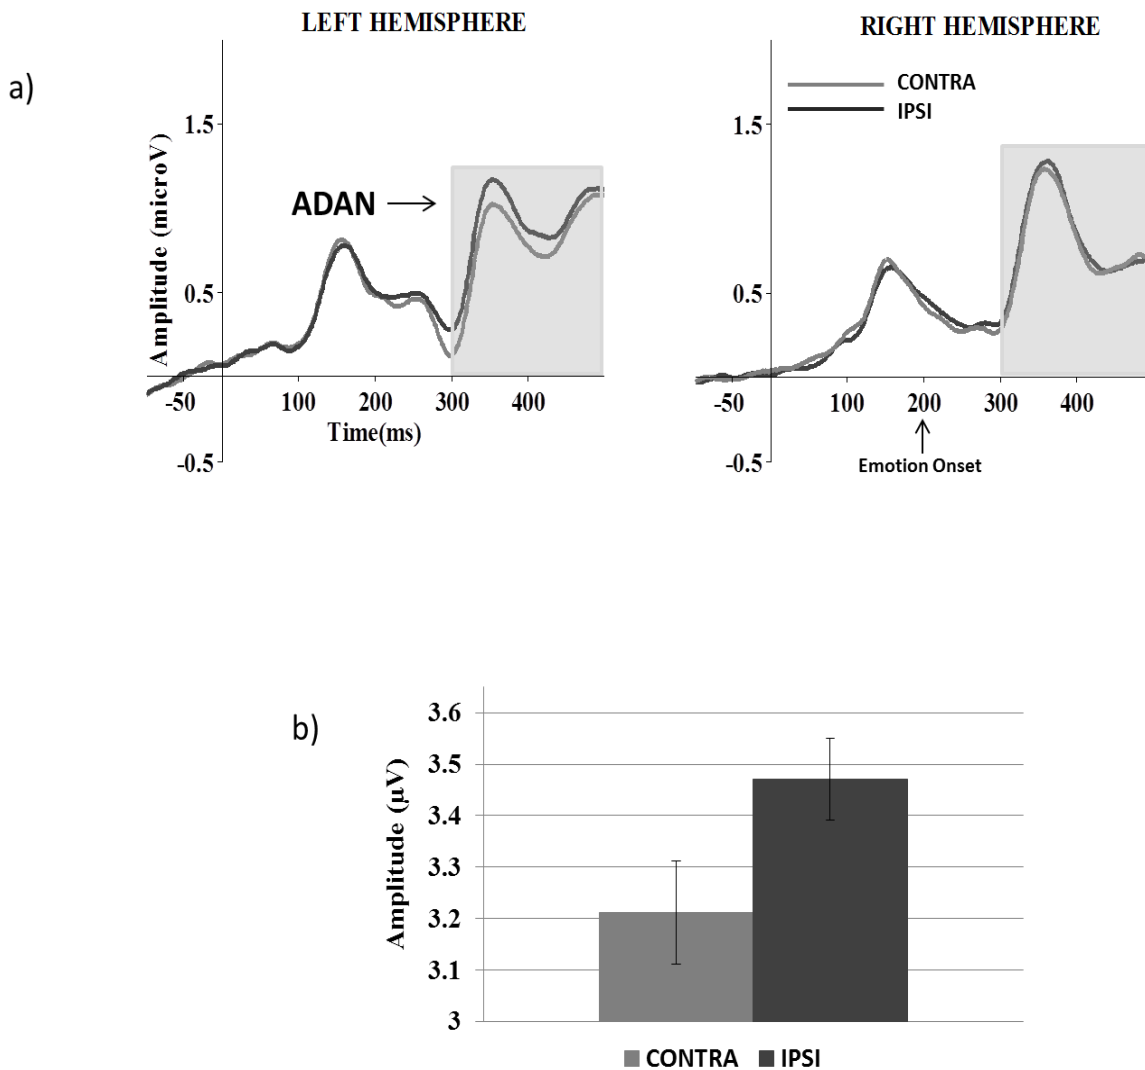 LEFT HEMISPHERE
RIGHT HEMISPHERE
a)
CONTRA
IPSI
Amplitude (microV)
1.5
0.5
-0.5
ADAN
-50
100
200
300
400
Time(ms)
1.5
0.5
-0.5
-50
100
200
300
400
Emotion Onset
b)
Amplitude (µV)
3.6
3.5
3.4
3.3
3.2
3.1
3
CONTRA
IPSI